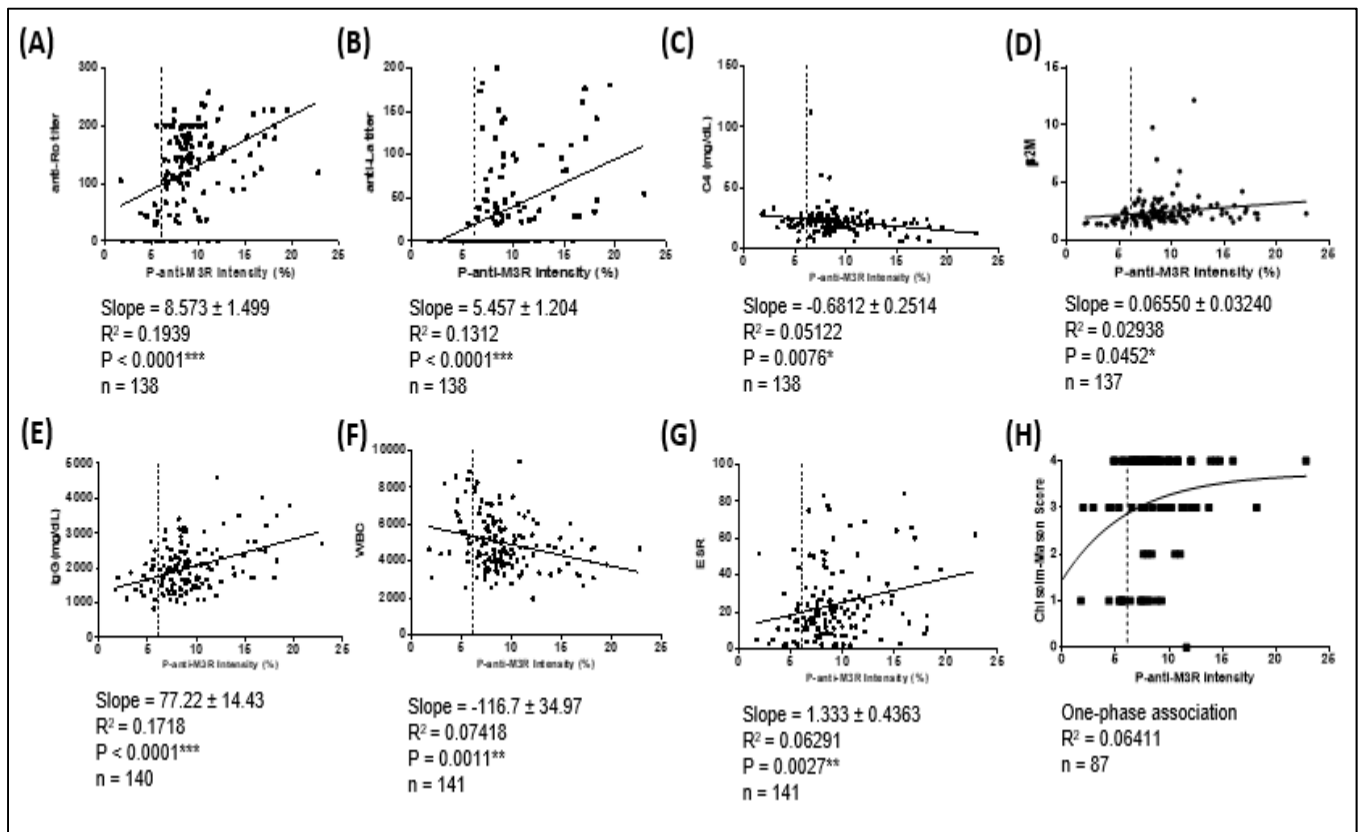 (A)
anti-Ro titer
300
200
100
0
0 5 10 15 20 25
P-anti-M3R Intensity (%)
Slope = 8.573 ± 1.499
R² = 0.1939
P < 0.0001***
n = 138
(B)
anti-La titer
200
150
100
50
0
0 5 10 15 20 25
P-anti-M3R Intensity (%)
Slope = 5.457 ± 1.204
R² = 0.1312
P < 0.0001***
n = 138
(C)
C4 (mg/dL)
150
100
50
0
0 5 10 15 20 25
P-anti-M3R Intensity (%)
Slope = -0.6812 ± 0.2514
R² = 0.05122
P = 0.0076*
n = 138
(D)
β2M
15
10
5
0
0 5 10 15 20 25
P-anti-M3R Intensity (%)
Slope = 0.06550 ± 0.03240
R² = 0.02938
P = 0.0452*
n = 137
(E)
IgG (mg/dL)
5000
4000
3000
2000
1000
0
0 5 10 15 20 25
P-anti-M3R Intensity (%)
Slope = 77.22 ± 14.43
R² = 0.1718
P < 0.0001***
n = 140
(F)
WBC
10000
8000
6000
4000
2000
0
0 5 10 15 20 25
P-anti-M3R Intensity (%)
Slope = -116.7 ± 34.97
R² = 0.07418
P = 0.0011**
n = 141
(G)
ESR
100
80
60
40
20
0
0 5 10 15 20 25
P-anti-M3R Intensity (%)
Slope = 1.333 ± 0.4363
R² = 0.06291
P = 0.0027**
n = 141
(H)
Chisolm-Mason Score
4
3
2
1
0
0 5 10 15 20 25
P-anti-M3R Intensity
One-phase association
R² = 0.06411
n = 87